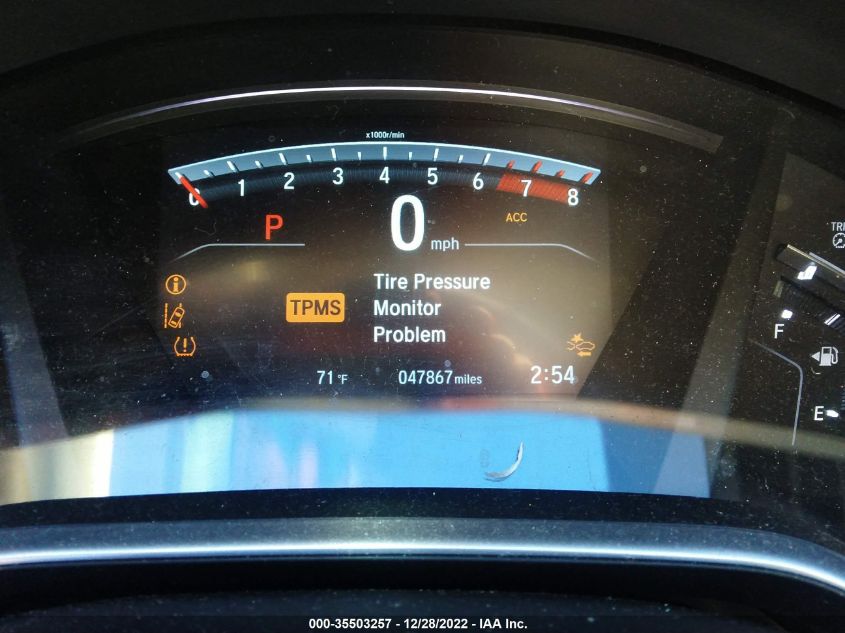 x1000r/min
0 1 2 3 4 5 6 7 8
P
0 mph
ACC
TPMS
Tire Pressure
Monitor
Problem
71 °F
047867 miles
2:54
F
E
000-35503257 - 12/28/2022 - IAA Inc.